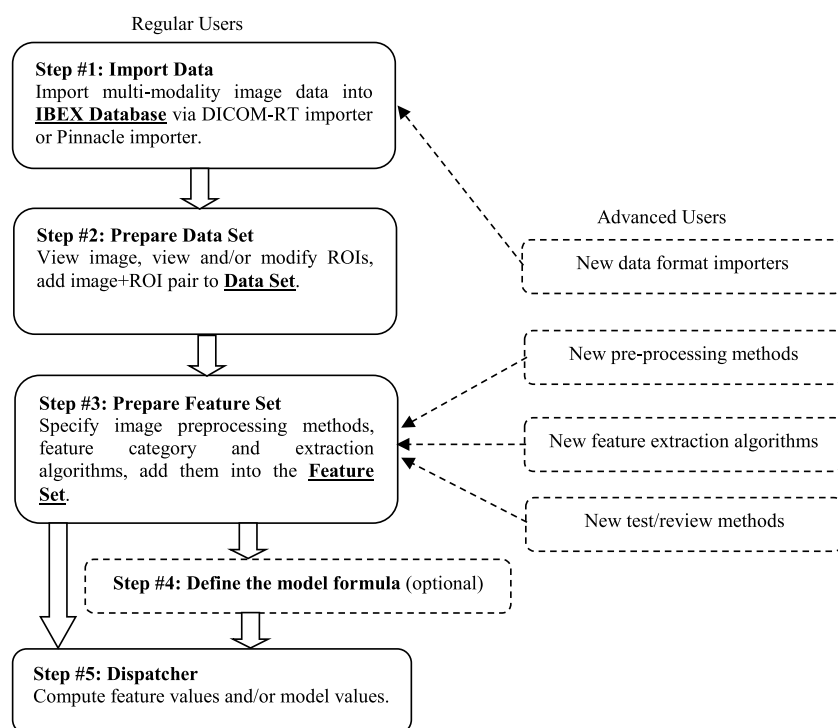 Regular Users
Step #1: Import Data
Import multi-modality image data into
IBEX Database via DICOM-RT importer
or Pinnacle importer.
Step #2: Prepare Data Set
View image, view and/or modify ROIs,
add image+ROI pair to Data Set.
Step #3: Prepare Feature Set
Specify image preprocessing methods,
feature category and extraction
algorithms, add them into the Feature
Set.
Step #4: Define the model formula (optional)
Step #5: Dispatcher
Compute feature values and/or model values.
Advanced Users
New data format importers
New pre-processing methods
New feature extraction algorithms
New test/review methods